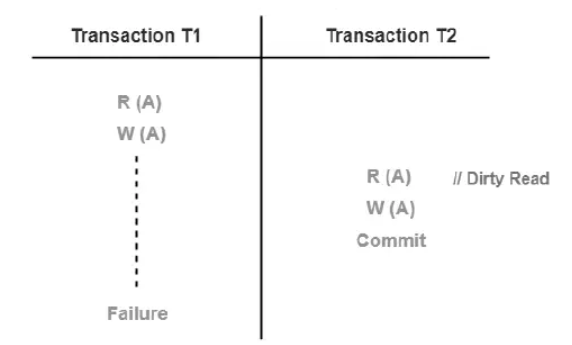 Transaction T1 Transaction T2
R (A)
W (A)
R (A) // Dirty Read
W (A)
Commit
Failure